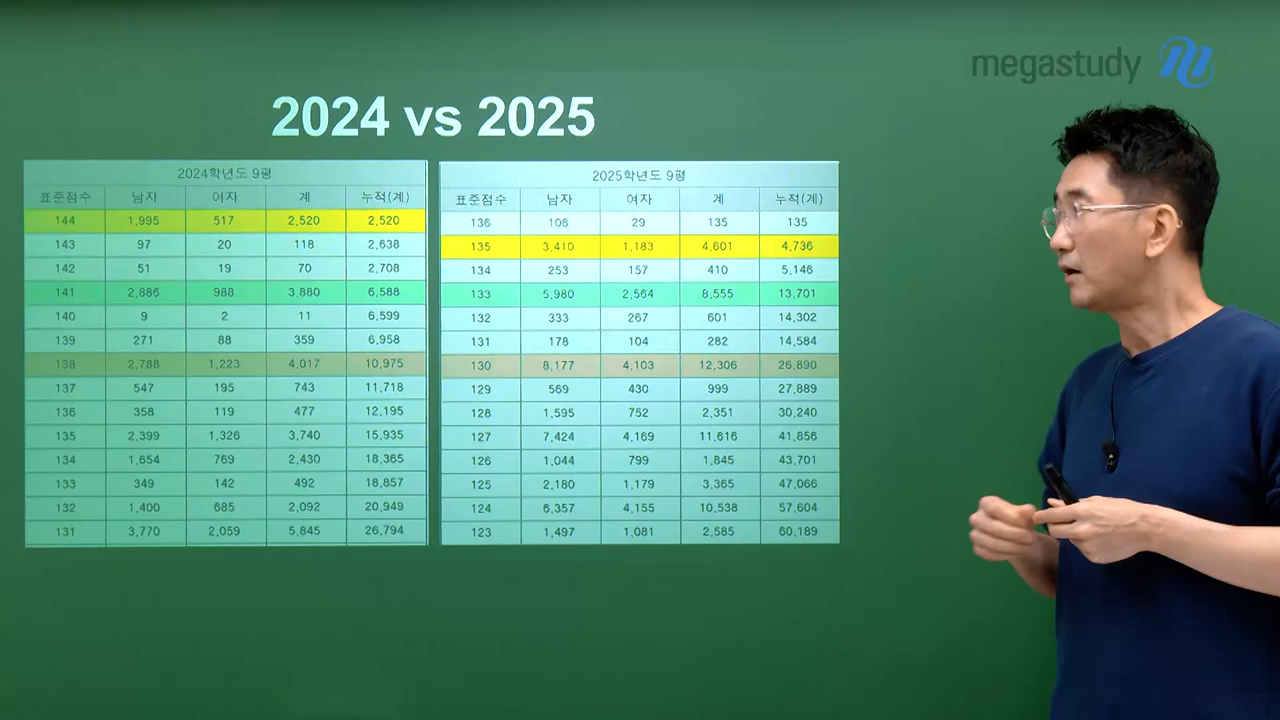 megastudy
2024 vs 2025
2024학년도 9평
표준점수 남자 여자 계 누적(계)
144 1,995 517 2,520 2,520
143 97 20 118 2,638
142 51 19 70 2,708
141 2,886 988 3,880 6,588
140 9 2 11 6,599
139 271 88 359 6,958
138 2,788 1,223 4,017 10,975
137 547 195 743 11,718
136 358 119 477 12,195
135 2,399 1,326 3,740 15,935
134 1,654 769 2,430 18,365
133 349 142 492 18,857
132 1,400 685 2,092 20,949
131 3,770 2,059 5,845 26,794
2025학년도 9평
표준점수 남자 여자 계 누적(계)
136 106 29 135 135
135 3,410 1,183 4,601 4,736
134 253 157 410 5,146
133 5,980 2,564 8,555 13,701
132 333 267 601 14,302
131 178 104 282 14,584
130 8,177 4,103 12,306 26,890
129 569 430 999 27,889
128 1,595 752 2,351 30,240
127 7,424 4,169 11,616 41,856
126 1,044 799 1,845 43,701
125 2,180 1,179 3,365 47,066
124 6,357 4,155 10,538 57,604
123 1,497 1,081 2,585 60,189